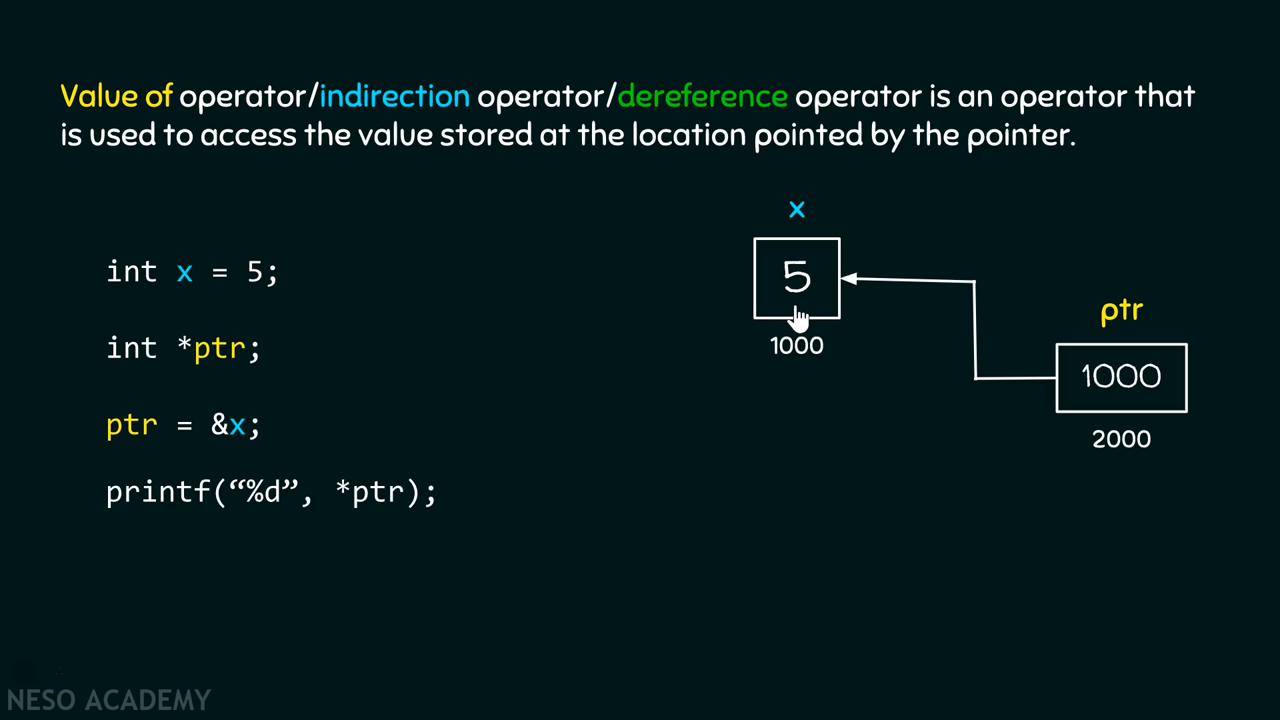 Value of operator/indirection operator/dereference operator is an operator that
is used to access the value stored at the location pointed by the pointer.
int x = 5;
int *ptr;
ptr = &x;
printf(“%d”, *ptr);
x
5
1000
ptr
1000
2000
NESO ACADEMY